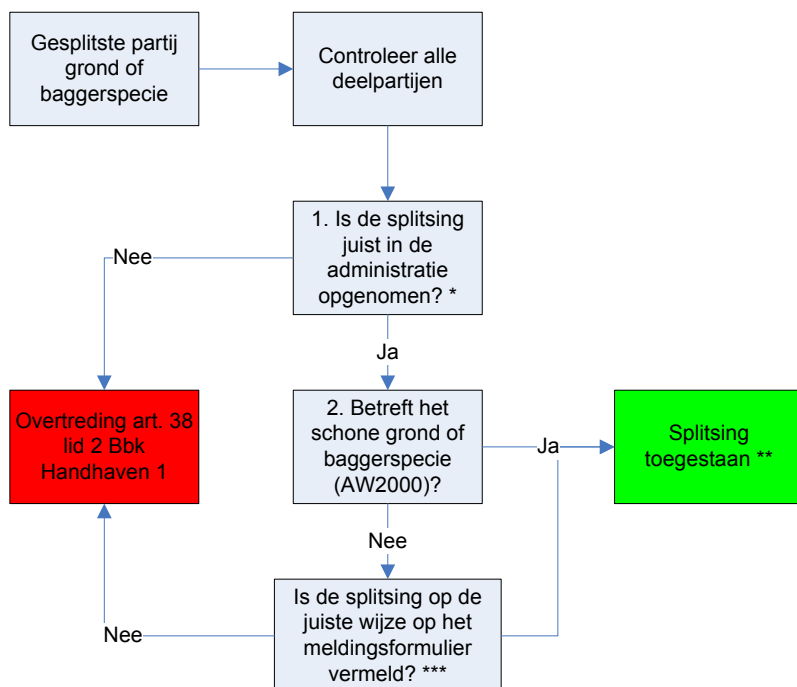 Gesplitste partij
grond of
baggerspecie
Controleer alle
deelpartijen
1. Is de splitsing
juist in de
administratie
opgenomen? *
Nee
Ja
Overtreding art. 38
lid 2 Bbk
Handhaven 1
2. Betreft het
schone grond of
baggerspecie
(AW2000)?
Ja
Splitsing
toegestaan **
Nee
Is de splitsing op de
juiste wijze op het
meldingsformulier
vermeld? ***
Nee